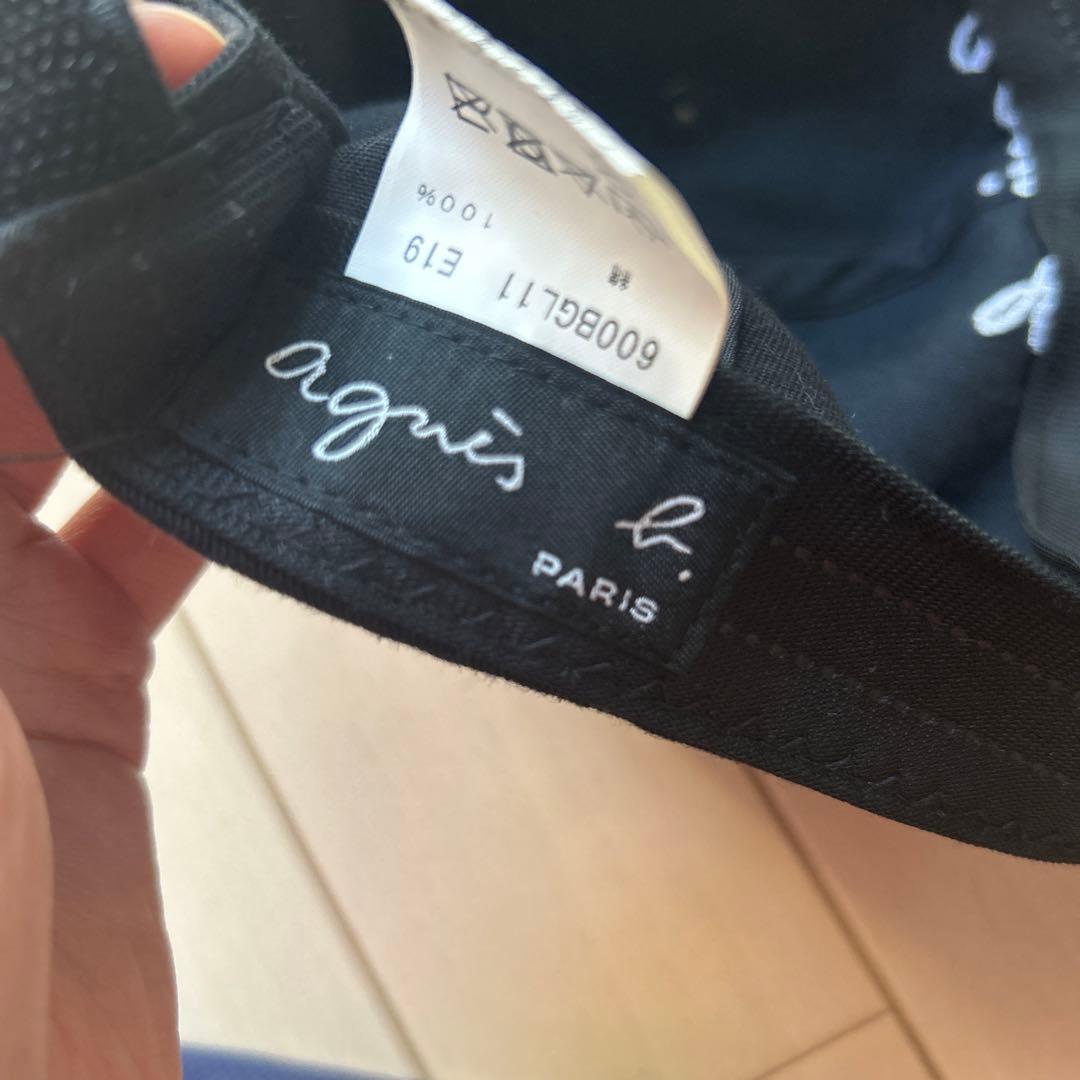 agnès b.
PARIS
600BGL11 E19
綿 100%